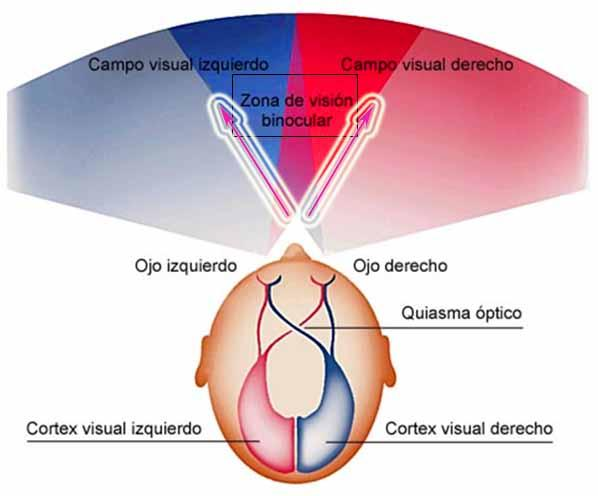 Campo visual izquierdo
Campo visual derecho
Zona de visión
binocular
Ojo izquierdo
Ojo derecho
Quiasma óptico
Cortex visual izquierdo
Cortex visual derecho